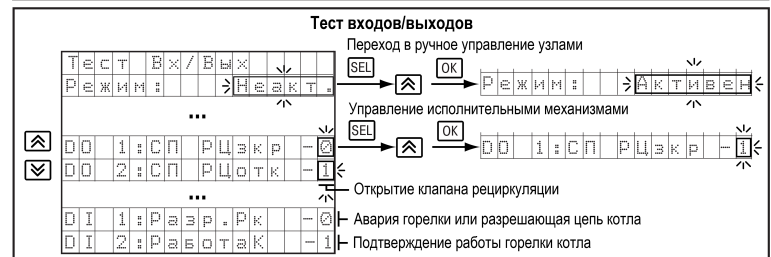 Тест входов/выходов
Переход в ручное управление узлами
Тест Вх/Вых
SEL
OK
Режим: Неакт.
Режим: Активен
...
Управление исполнительными механизмами
SEL
OK
DO 1:СП РЦзкр -0
DO 1:СП РЦзкр -1
DO 2:СП РЦотк -1
Открытие клапана рециркуляции
...
DI 1:Разр.Рк -0
Авария горелки или разрешающая цепь котла
DI 2:РаботаК -1
Подтверждение работы горелки котла